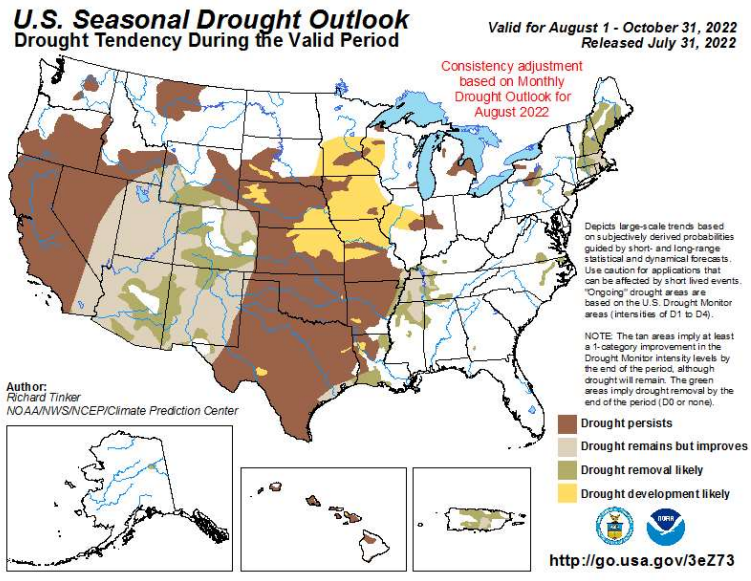 U.S. Seasonal Drought Outlook
Drought Tendency During the Valid Period
Valid for August 1 - October 31, 2022
Released July 31, 2022
Consistency adjustment
based on Monthly
Drought Outlook for
August 2022
Depicts large-scale trends based
on subjectively derived probabilities
guided by short- and long-range
statistical and dynamical forecasts.
Use caution for applications that
can be affected by short lived events.
"Ongoing" drought areas are
based on the U.S. Drought Monitor
areas (intensities of D1 to D4).
NOTE: The tan areas imply at least
a 1-category improvement in the
Drought Monitor intensity levels by
the end of the period, although
drought will remain. The green
areas imply drought removal by the
end of the period (D0 or none).
Author:
Richard Tinker
NOAA/NWS/NCEP/Climate Prediction Center
Drought persists
Drought remains but improves
Drought removal likely
Drought development likely
NOAA
http://go.usa.gov/3eZ73